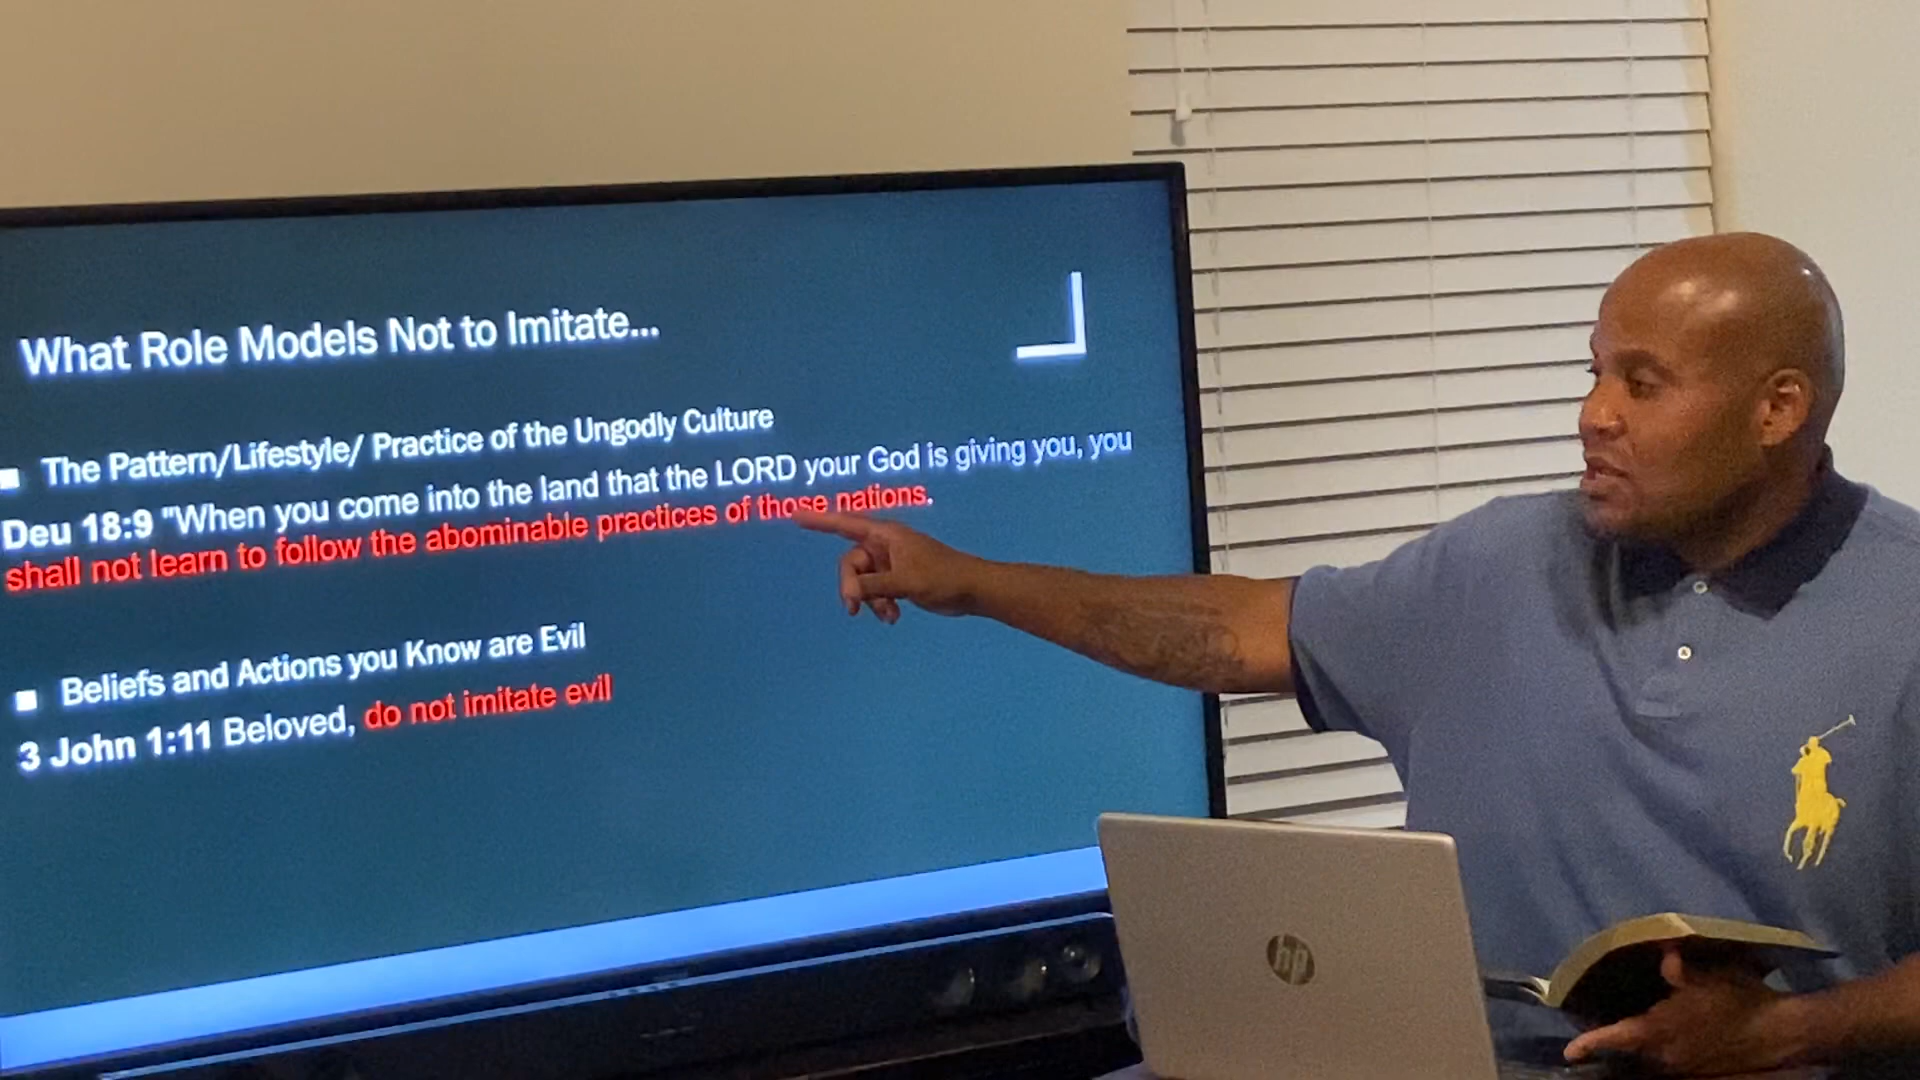 What Role Models Not to Imitate...
The Pattern/Lifestyle/ Practice of the Ungodly Culture
Deu 18:9 "When you come into the land that the LORD your God is giving you, you
shall not learn to follow the abominable practices of those nations.
Beliefs and Actions you Know are Evil
3 John 1:11 Beloved, do not imitate evil
hp